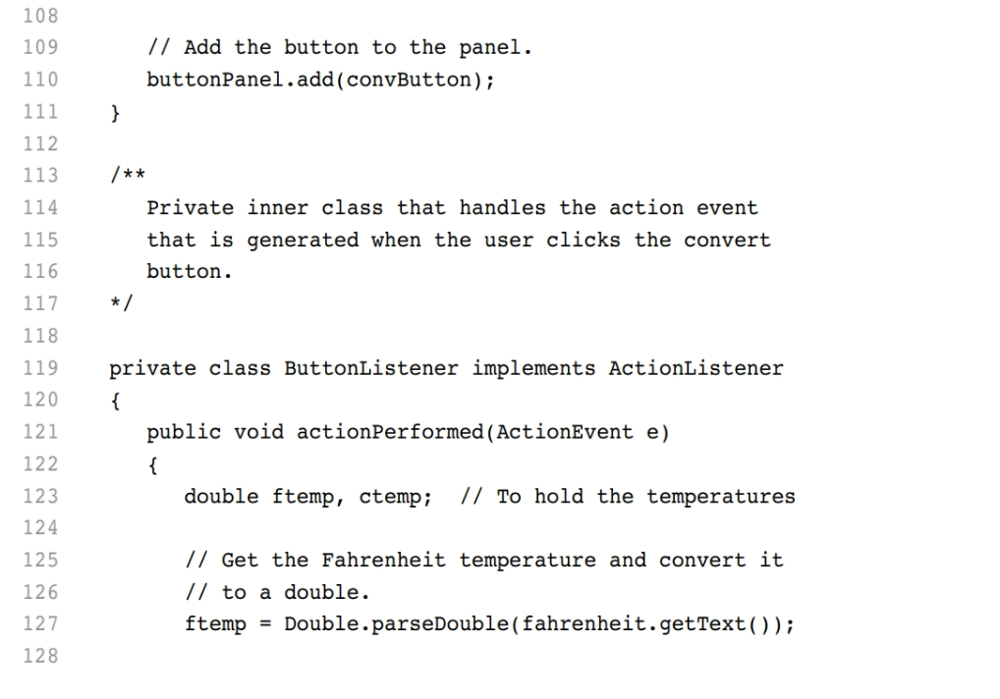 108
109 // Add the button to the panel.
110 buttonPanel.add(convButton);
111 }
112
113 /**
114 Private inner class that handles the action event
115 that is generated when the user clicks the convert
116 button.
117 */
118
119 private class ButtonListener implements ActionListener
120 {
121 public void actionPerformed(ActionEvent e)
122 {
123 double ftemp, ctemp; // To hold the temperatures
124
125 // Get the Fahrenheit temperature and convert it
126 // to a double.
127 ftemp = Double.parseDouble(fahrenheit.getText());
128